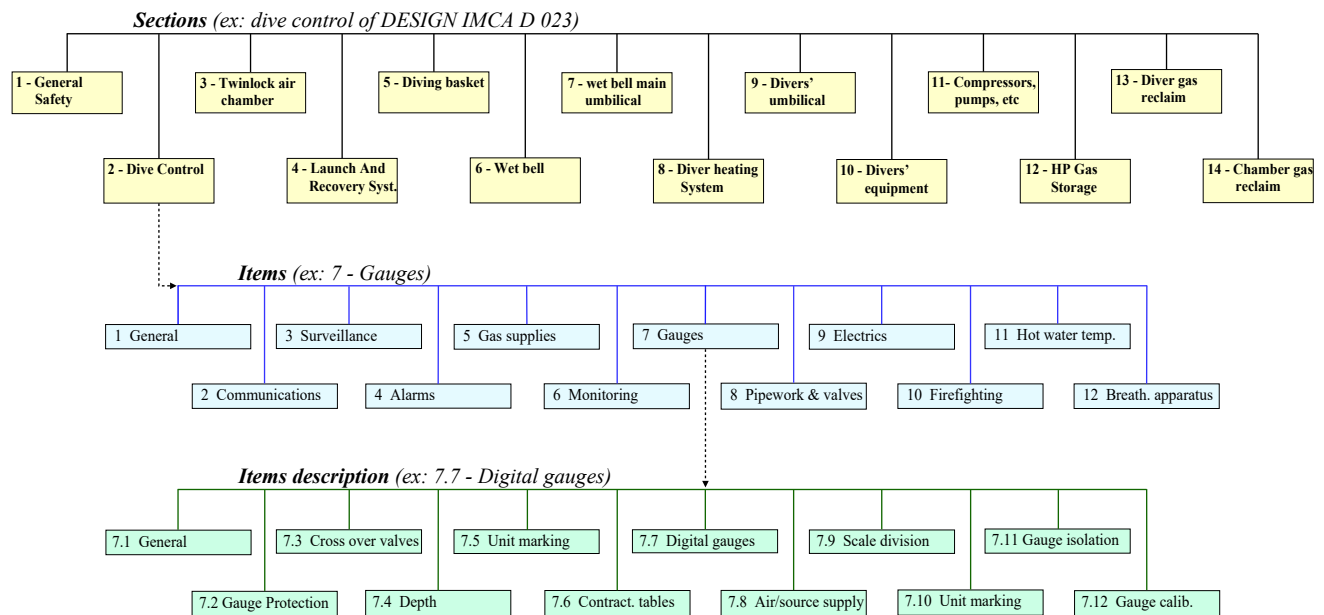 Sections (ex: dive control of DESIGN IMCA D 023)
1 - General
Safety
3 - Twinlock air
chamber
5 - Diving basket
7 - wet bell main
umbilical
9 - Divers'
umbilical
11- Compressors,
pumps, etc
13 - Diver gas
reclaim
2 - Dive Control
4 - Launch And
Recovery Syst.
6 - Wet bell
8 - Diver heating
System
10 - Divers'
equipment
12 - HP Gas
Storage
14 - Chamber gas
reclaim
Items (ex: 7 - Gauges)
1 General
3 Surveillance
5 Gas supplies
7 Gauges
9 Electrics
11 Hot water temp.
2 Communications
4 Alarms
6 Monitoring
8 Pipework & valves
10 Firefighting
12 Breath. apparatus
Items description (ex: 7.7 - Digital gauges)
7.1 General
7.3 Cross over valves
7.5 Unit marking
7.7 Digital gauges
7.9 Scale division
7.11 Gauge isolation
7.2 Gauge Protection
7.4 Depth
7.6 Contract. tables
7.8 Air/source supply
7.10 Unit marking
7.12 Gauge calib.